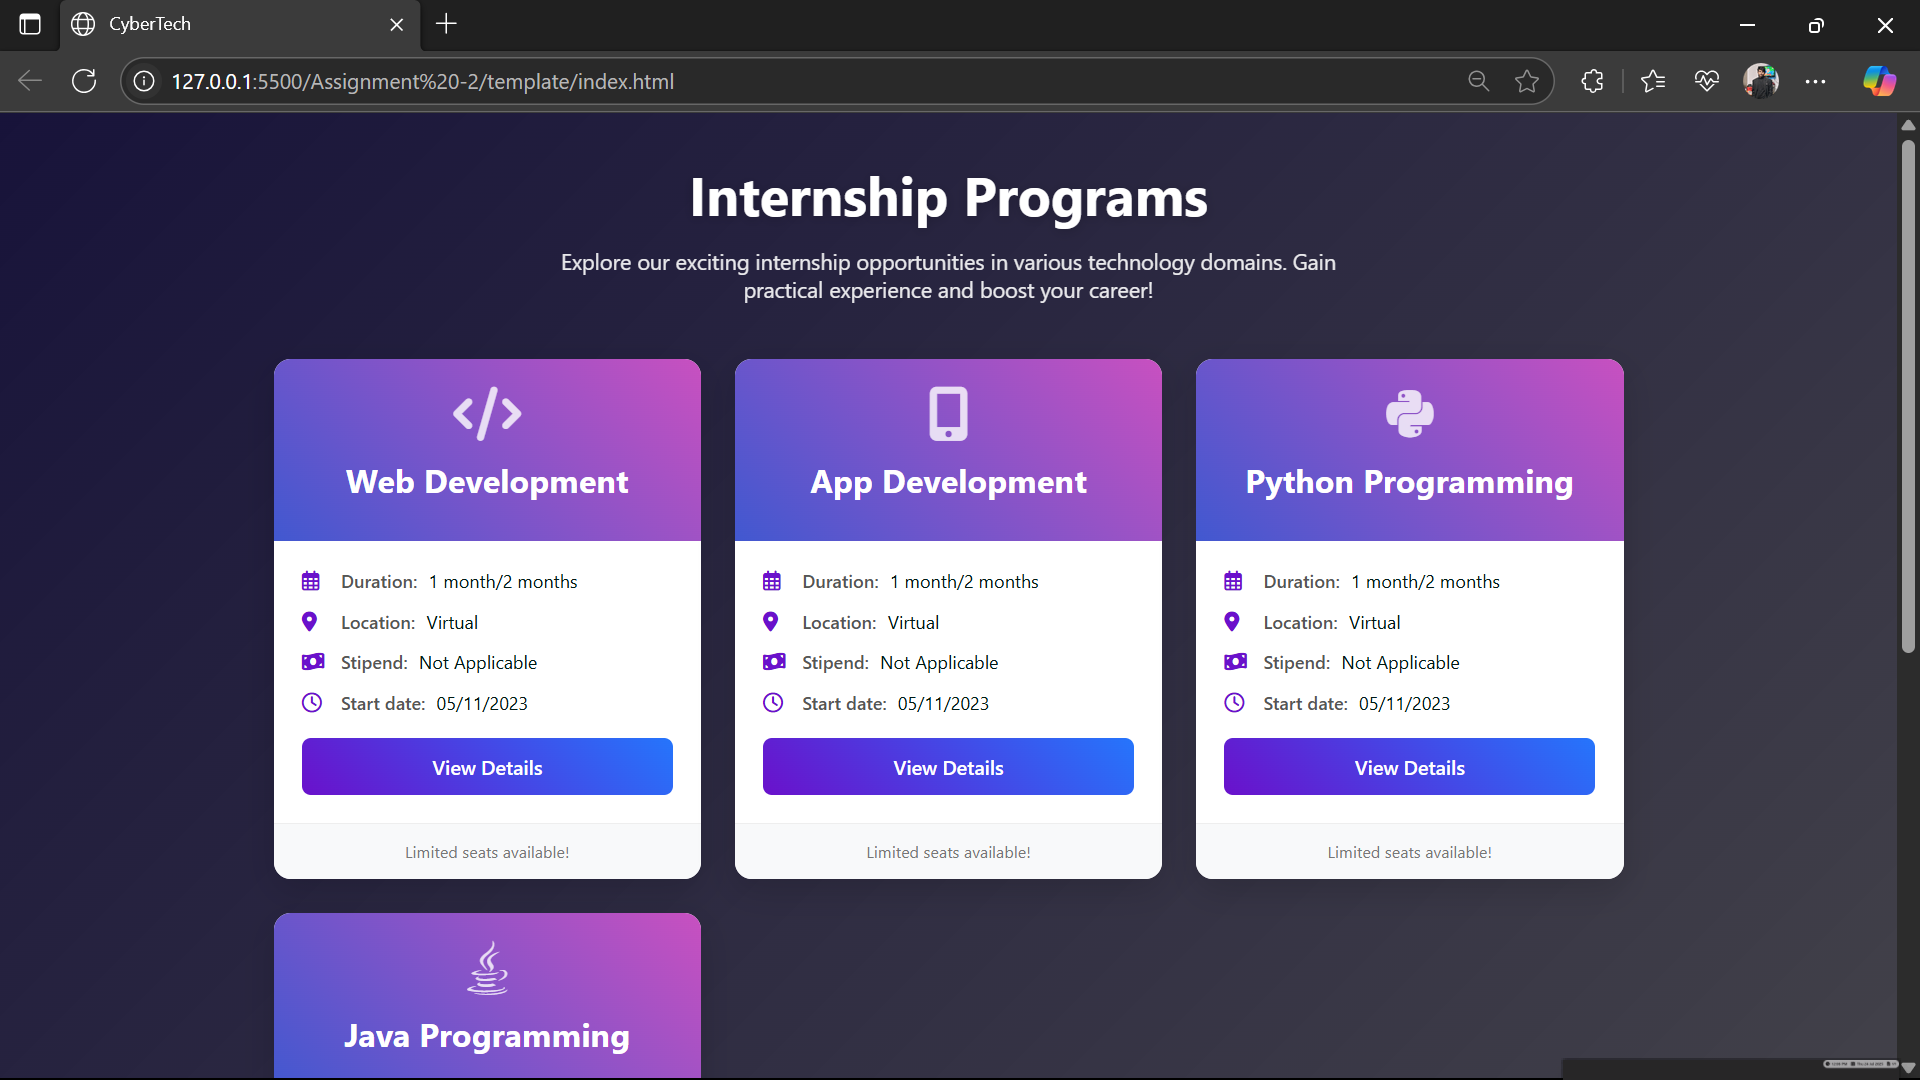 CyberTech
127.0.0.1:5500/Assignment%20-2/template/index.html
Internship Programs
Explore our exciting internship opportunities in various technology domains. Gain
practical experience and boost your career!
Web Development
Duration: 1 month/2 months
Location: Virtual
Stipend: Not Applicable
Start date: 05/11/2023
View Details
Limited seats available!
App Development
Duration: 1 month/2 months
Location: Virtual
Stipend: Not Applicable
Start date: 05/11/2023
View Details
Limited seats available!
Python Programming
Duration: 1 month/2 months
Location: Virtual
Stipend: Not Applicable
Start date: 05/11/2023
View Details
Limited seats available!
Java Programming